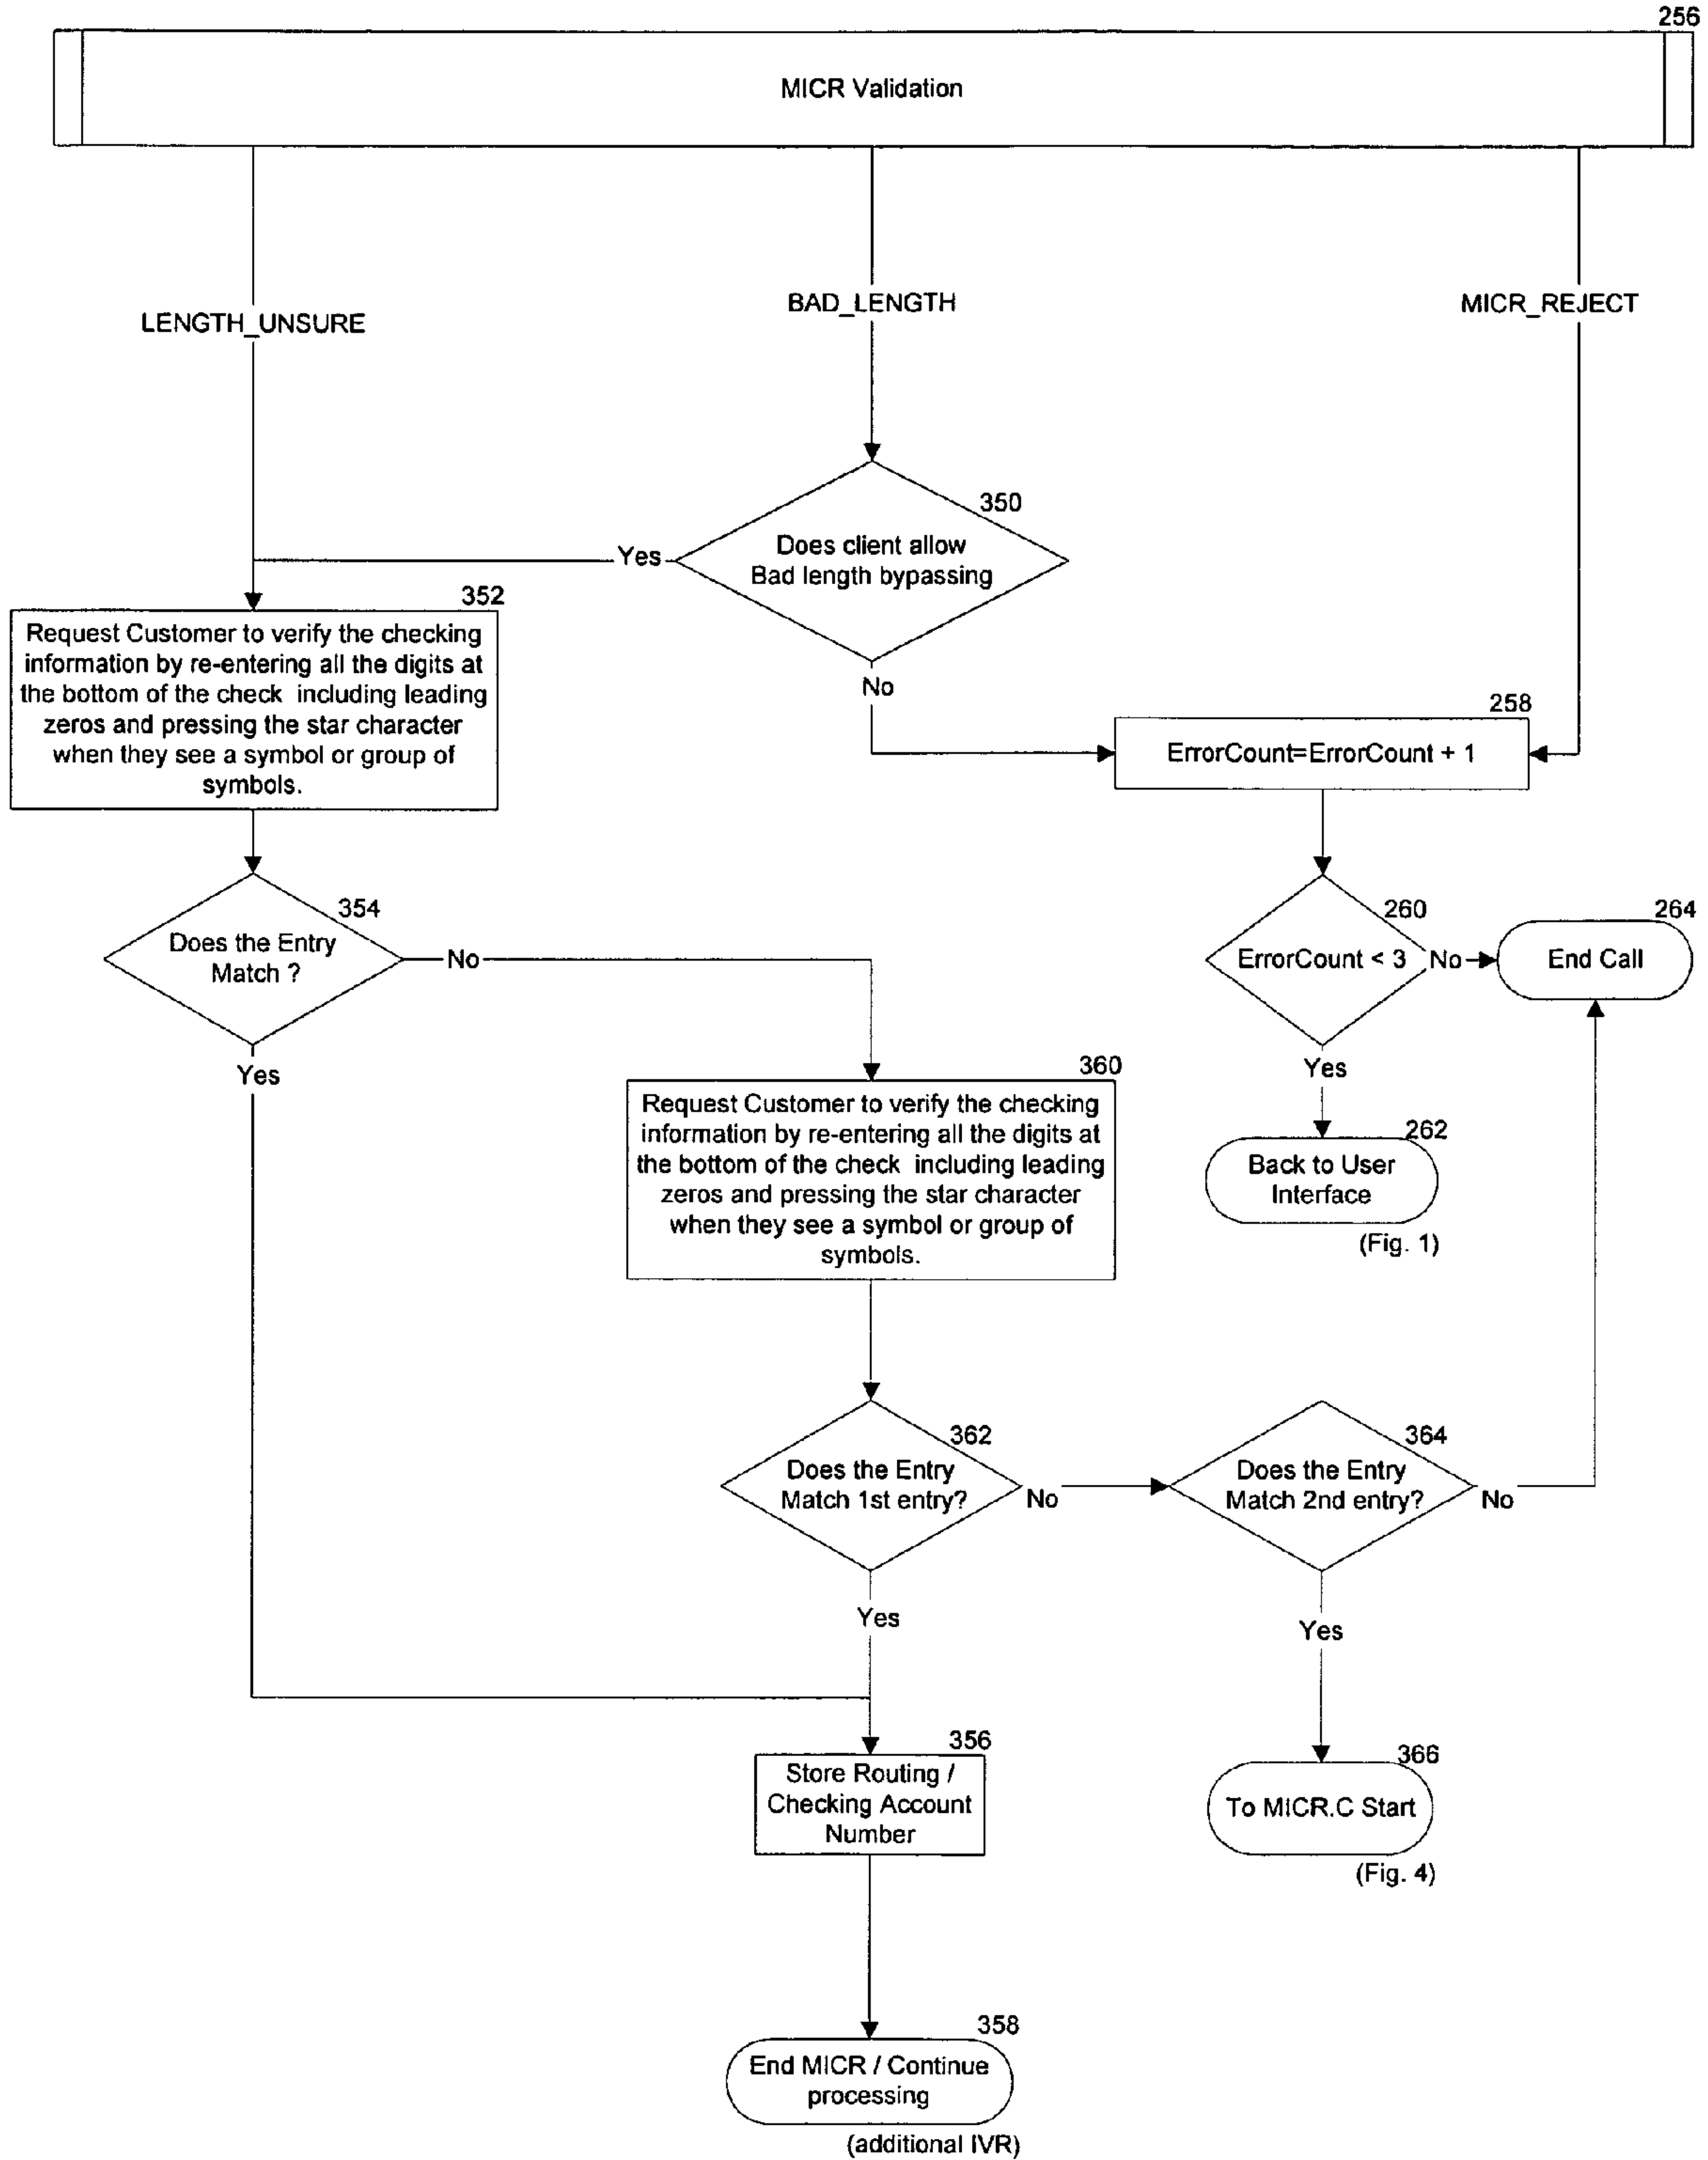 256
MICR Validation
LENGTH_UNSURE
BAD_LENGTH
MICR_REJECT
350
Does client allow
Bad length bypassing
Yes
No
352
Request Customer to verify the checking
information by re-entering all the digits at
the bottom of the check including leading
zeros and pressing the star character
when they see a symbol or group of
symbols.
258
ErrorCount=ErrorCount + 1
354
Does the Entry
Match ?
No
Yes
260
ErrorCount < 3
No
264
End Call
Yes
262
Back to User
Interface
(Fig. 1)
360
Request Customer to verify the checking
information by re-entering all the digits at
the bottom of the check including leading
zeros and pressing the star character
when they see a symbol or group of
symbols.
362
Does the Entry
Match 1st entry?
No
Yes
364
Does the Entry
Match 2nd entry?
No
Yes
356
Store Routing /
Checking Account
Number
366
To MICR.C Start
(Fig. 4)
358
End MICR / Continue
processing
(additional IVR)